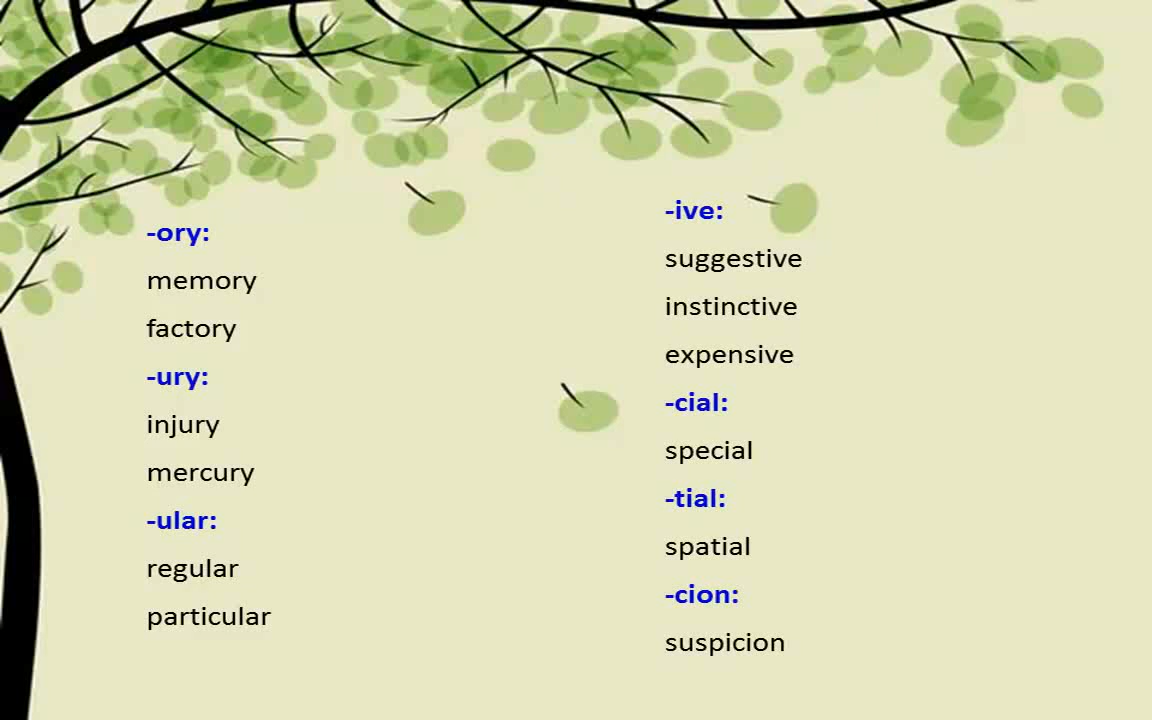 -ory:
memory
factory
-ury:
injury
mercury
-ular:
regular
particular
-ive:
suggestive
instinctive
expensive
-cial:
special
-tial:
spatial
-cion:
suspicion